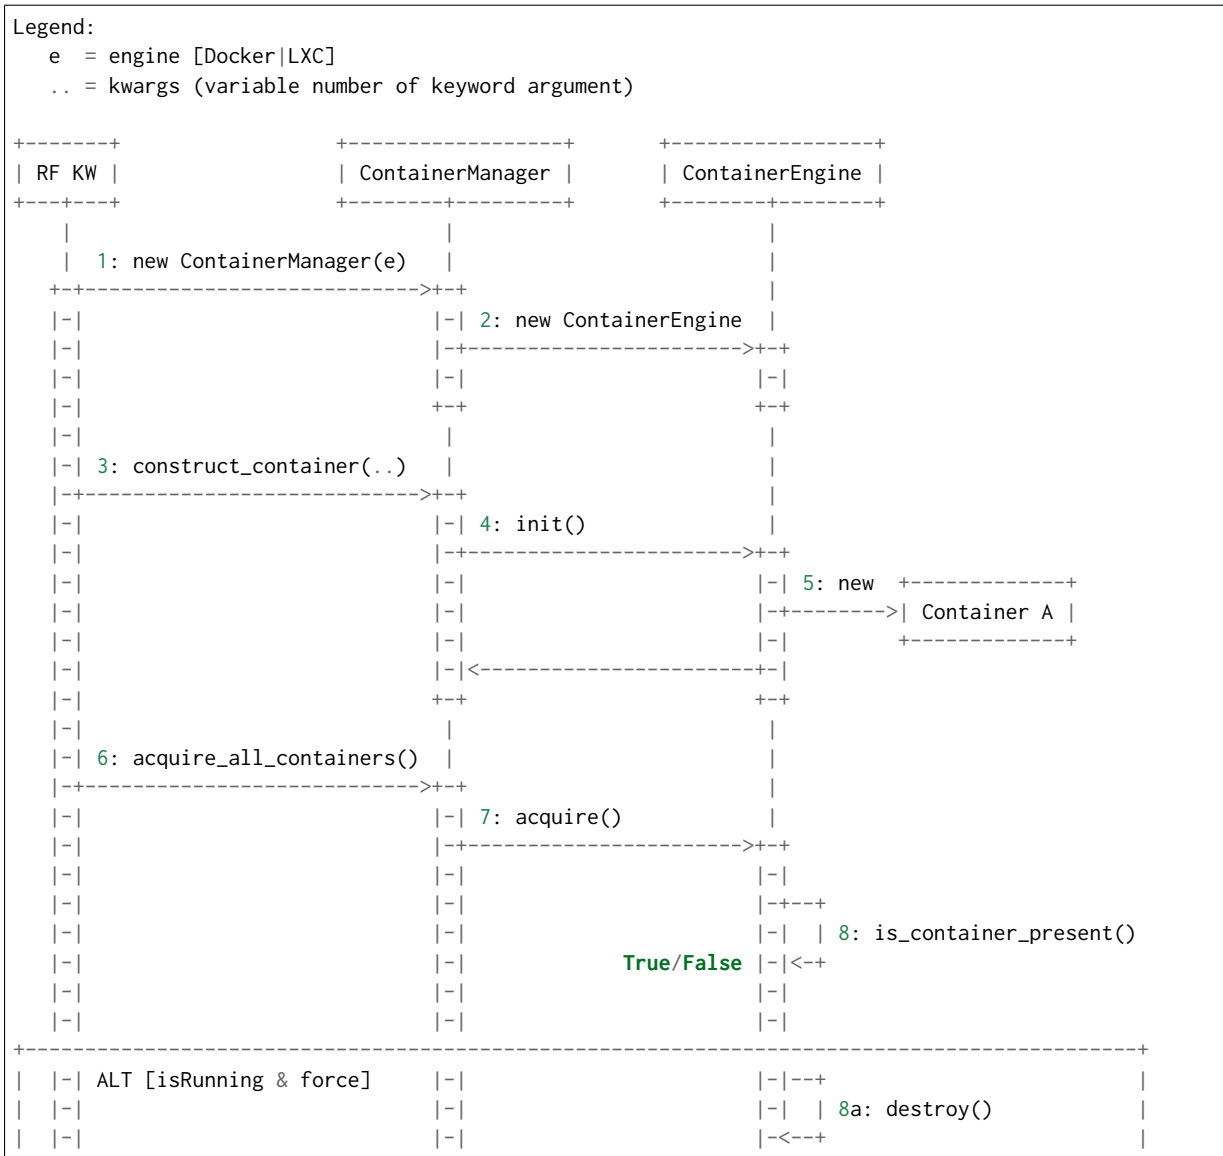 Legend:
   e  = engine [Docker|LXC]
   .. = kwargs (variable number of keyword argument)

+-------+                  +------------------+       +-----------------+
| RF KW |                  | ContainerManager |       | ContainerEngine |
+---+---+                  +--------+---------+       +--------+--------+
    |                               |                          |
    |  1: new ContainerManager(e)   |                          |
   +-+---------------------------->+-+                         |
   |-|                             |-| 2: new ContainerEngine  |
   |-|                             |-+----------------------->+-+
   |-|                             |-|                        |-|
   |-|                             +-+                        +-+
   |-|                              |                          |
   |-| 3: construct_container(..)   |                          |
   |-+---------------------------->+-+                         |
   |-|                             |-| 4: init()               |
   |-|                             |-+----------------------->+-+
   |-|                             |-|                        |-| 5: new  +-------------+
   |-|                             |-|                        |-+-------->| Container A |
   |-|                             |-|                        |-|         +-------------+
   |-|                             |-|<-----------------------+-|
   |-|                             +-+                        +-+
   |-|                              |                          |
   |-| 6: acquire_all_containers()  |                          |
   |-+---------------------------->+-+                         |
   |-|                             |-| 7: acquire()            |
   |-|                             |-+----------------------->+-+
   |-|                             |-|                        |-|
   |-|                             |-|                        |-+--+
   |-|                             |-|                        |-|  | 8: is_container_present()
   |-|                             |-|             True/False |-|<-+
   |-|                             |-|                        |-|
   |-|                             |-|                        |-|
+---------------------------------------------------------------------------------------------+
|  |-| ALT [isRunning & force]     |-|                        |-|--+                          |
|  |-|                             |-|                        |-|  | 8a: destroy()            |
|  |-|                             |-|                        |-<--+                          |